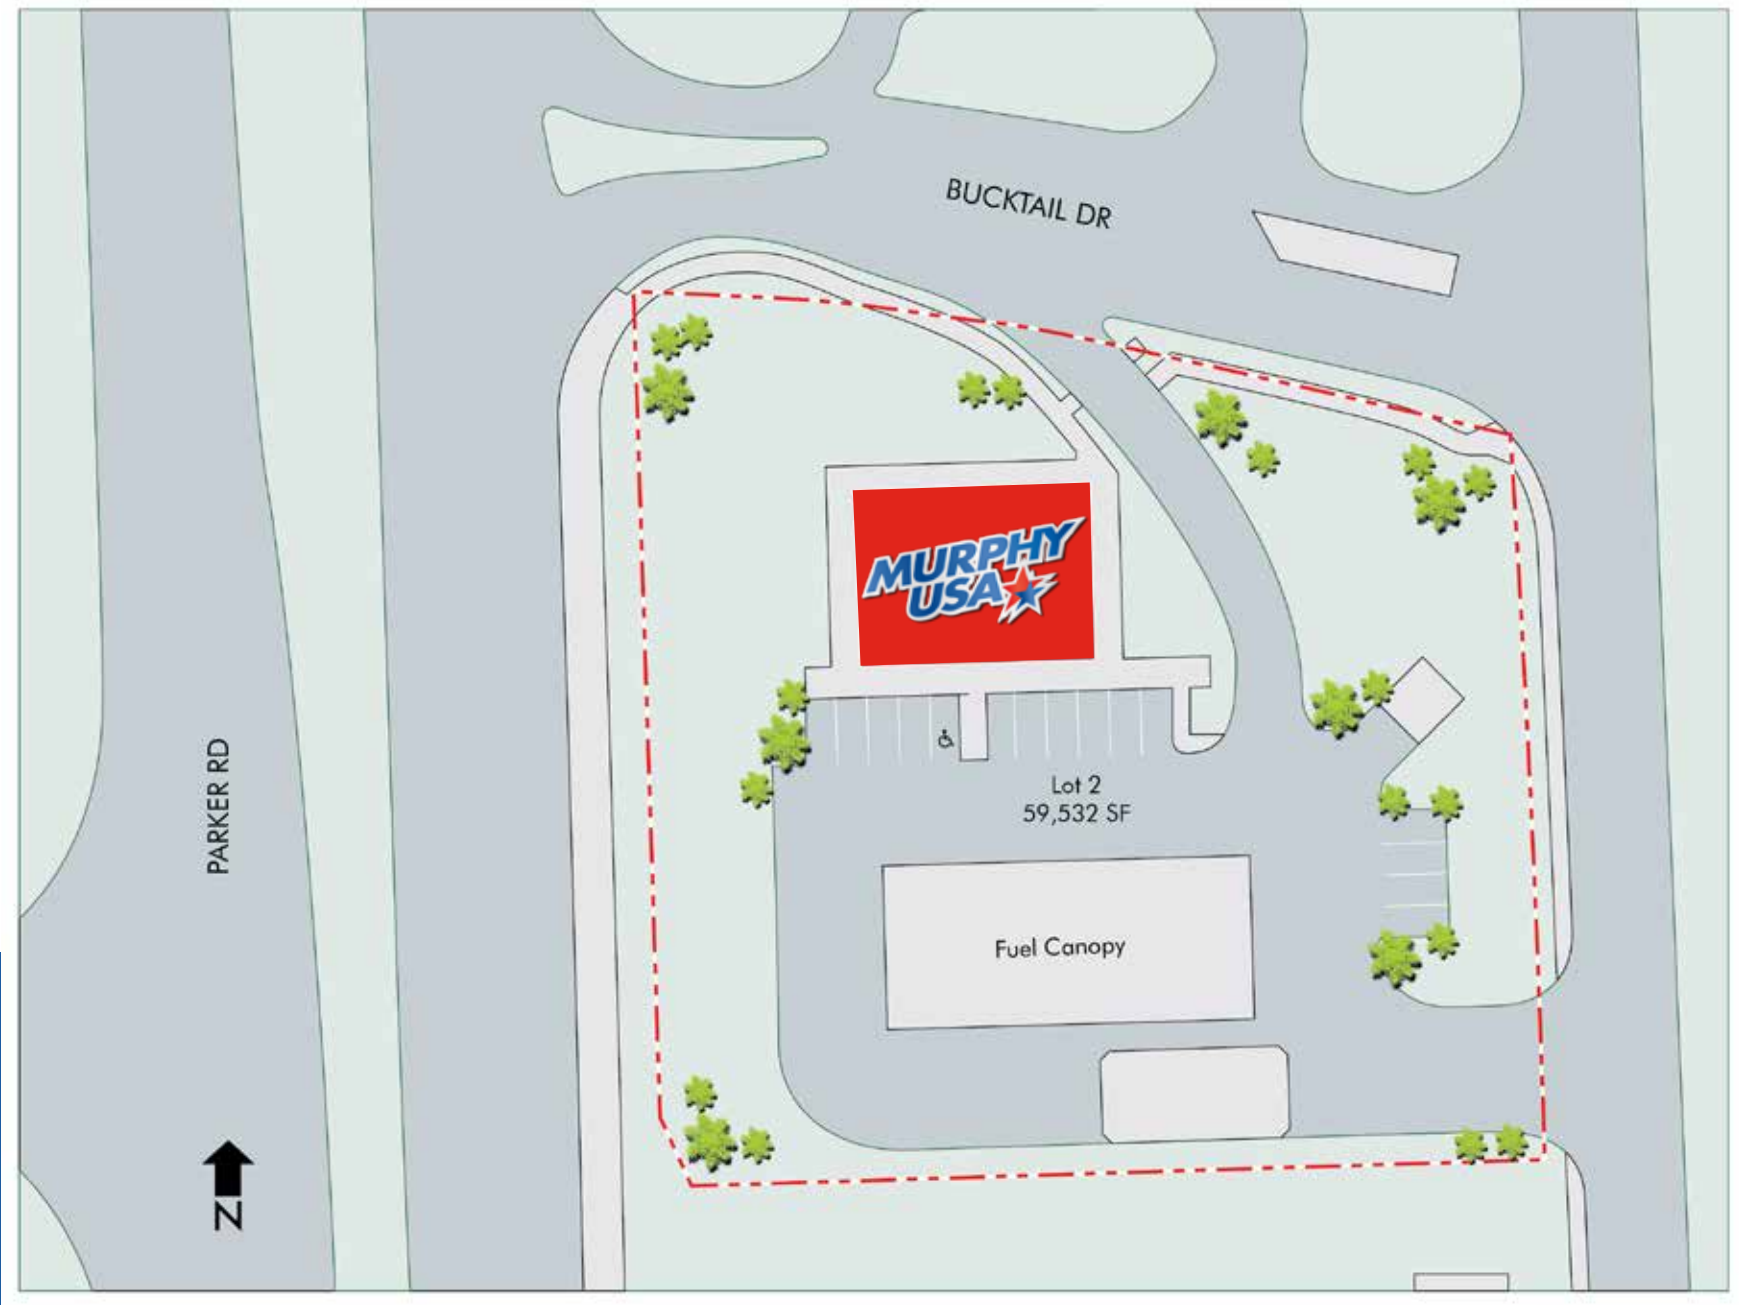 BUCKTAIL DR
MURPHY
USA
Lot 2
59,532 SF
PARKER RD
Fuel Canopy
N